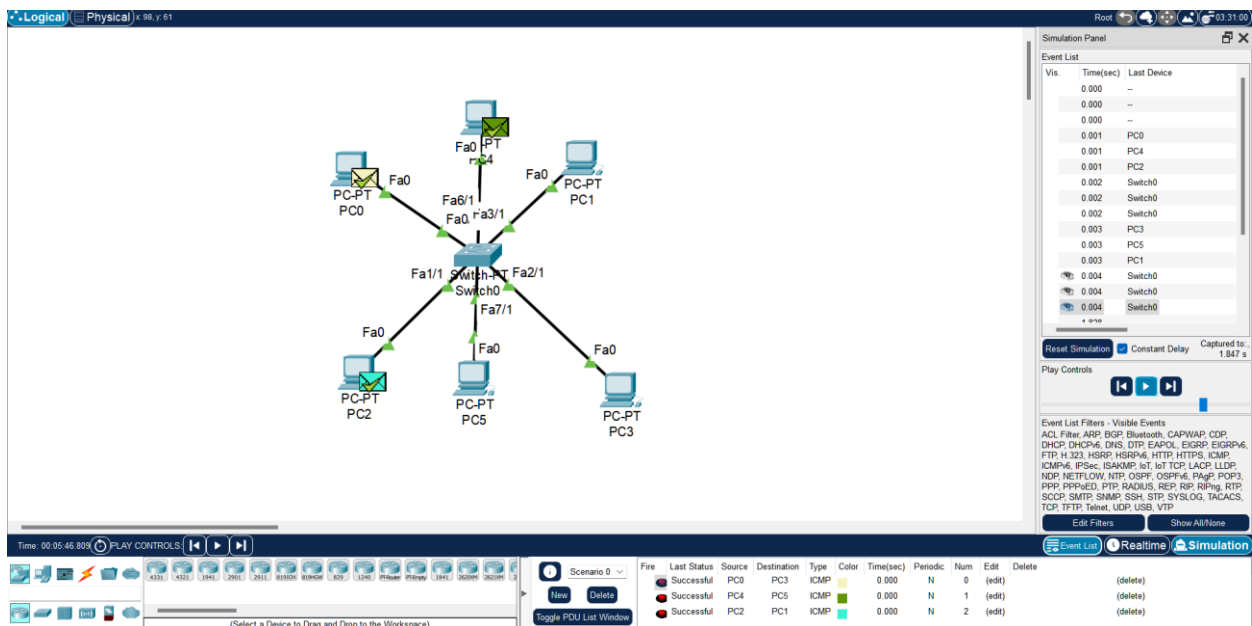 Logical Physical x: 98, y: 61 Root 03:31:00
Simulation Panel
Event List
Vis. Time(sec) Last Device
0.000 --
0.000 --
0.000 --
0.001 PC0
0.001 PC4
0.001 PC2
0.002 Switch0
0.002 Switch0
0.002 Switch0
0.003 PC3
0.003 PC5
0.003 PC1
0.004 Switch0
0.004 Switch0
0.004 Switch0
Reset Simulation Constant Delay Captured to:
1.847 s
Play Controls
Event List Filters - Visible Events
ACL Filter, ARP, BGP, Bluetooth, CAPWAP, CDP,
DHCP, DHCPv6, DNS, DTP, EAPOL, EIGRP, EIGRPv6,
FTP, H.323, HSRP, HSRPv6, HTTP, HTTPS, ICMP,
ICMPv6, IPSec, ISAKMP, IoT, IoT TCP, LACP, LLDP,
NDP, NETFLOW, NTP, OSPF, OSPFv6, PAgP, POP3,
PPP, PPPoED, PTP, RADIUS, REP, RIP, RIPng, RTP,
SCCP, SMTP, SNMP, SSH, STP, SYSLOG, TACACS,
TCP, TFTP, Telnet, UDP, USB, VTP
Edit Filters Show All/None
Fa0 -PT
Fa0
PC-PT
PC0
Fa0
PC-PT
PC1
Fa6/1
Fa3/1
Fa1/1 Switch-PT Fa2/1
Switch0
Fa7/1
Fa0
PC-PT
PC2
Fa0
PC-PT
PC5
Fa0
PC-PT
PC3
Time: 00:05:46.809 PLAY CONTROLS:
Event List Realtime Simulation
4331 4321 1941 2901 2911 819IOX 819HGW 829 1240 PT-Router PT-Empty 1841 2620XM 2621XM
(Select a Device to Drag and Drop to the Workspace)
Scenario 0
New Delete
Toggle PDU List Window
Fire Last Status Source Destination Type Color Time(sec) Periodic Num Edit Delete
Successful PC0 PC3 ICMP 0.000 N 0 (edit) (delete)
Successful PC4 PC5 ICMP 0.000 N 1 (edit) (delete)
Successful PC2 PC1 ICMP 0.000 N 2 (edit) (delete)